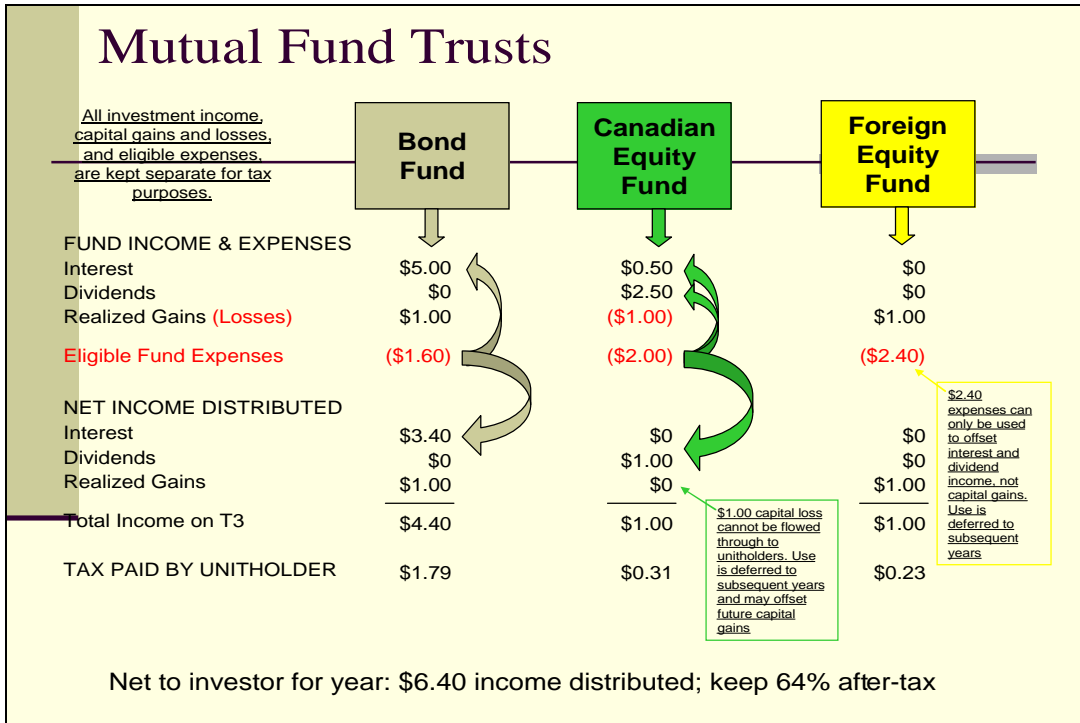 Mutual Fund Trusts
All investment income,
capital gains and losses,
and eligible expenses,
are kept separate for tax
purposes.
Bond
Fund
Canadian
Equity
Fund
Foreign
Equity
Fund
FUND INCOME & EXPENSES
Interest $5.00 $0.50 $0
Dividends $0 $2.50 $0
Realized Gains (Losses) $1.00 ($1.00) $1.00
Eligible Fund Expenses ($1.60) ($2.00) ($2.40)
NET INCOME DISTRIBUTED
Interest $3.40 $0 $0
Dividends $0 $1.00 $0
Realized Gains $1.00 $0 $1.00
Total Income on T3 $4.40 $1.00 $1.00
TAX PAID BY UNITHOLDER $1.79 $0.31 $0.23
$1.00 capital loss
cannot be flowed
through to
unitholders. Use
is deferred to
subsequent years
and may offset
future capital
gains
$2.40
expenses can
only be used
to offset
interest and
dividend
income, not
capital gains.
Use is
deferred to
subsequent
years
Net to investor for year: $6.40 income distributed; keep 64% after-tax